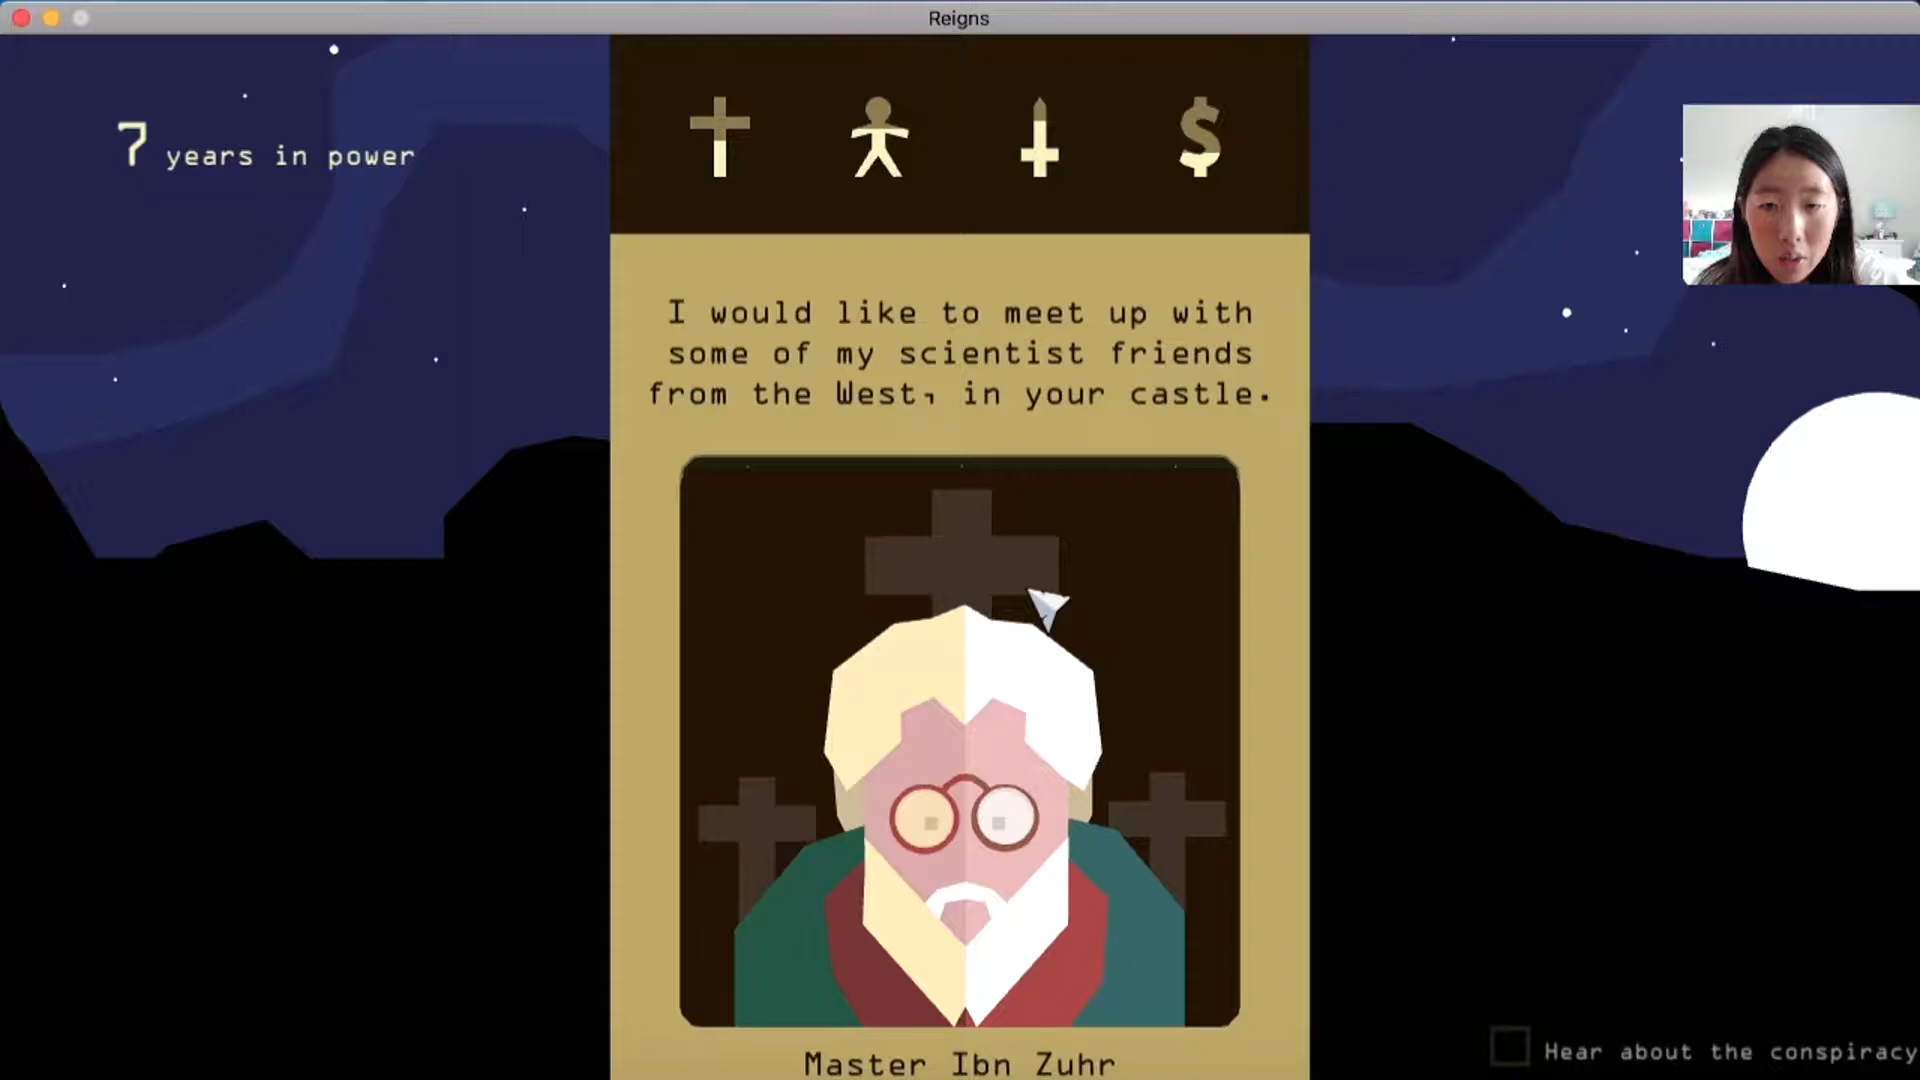 Reigns
7 years in power
I would like to meet up with
some of my scientist friends
from the West, in your castle.
Master Ibn Zuhr
Hear about the conspiracy